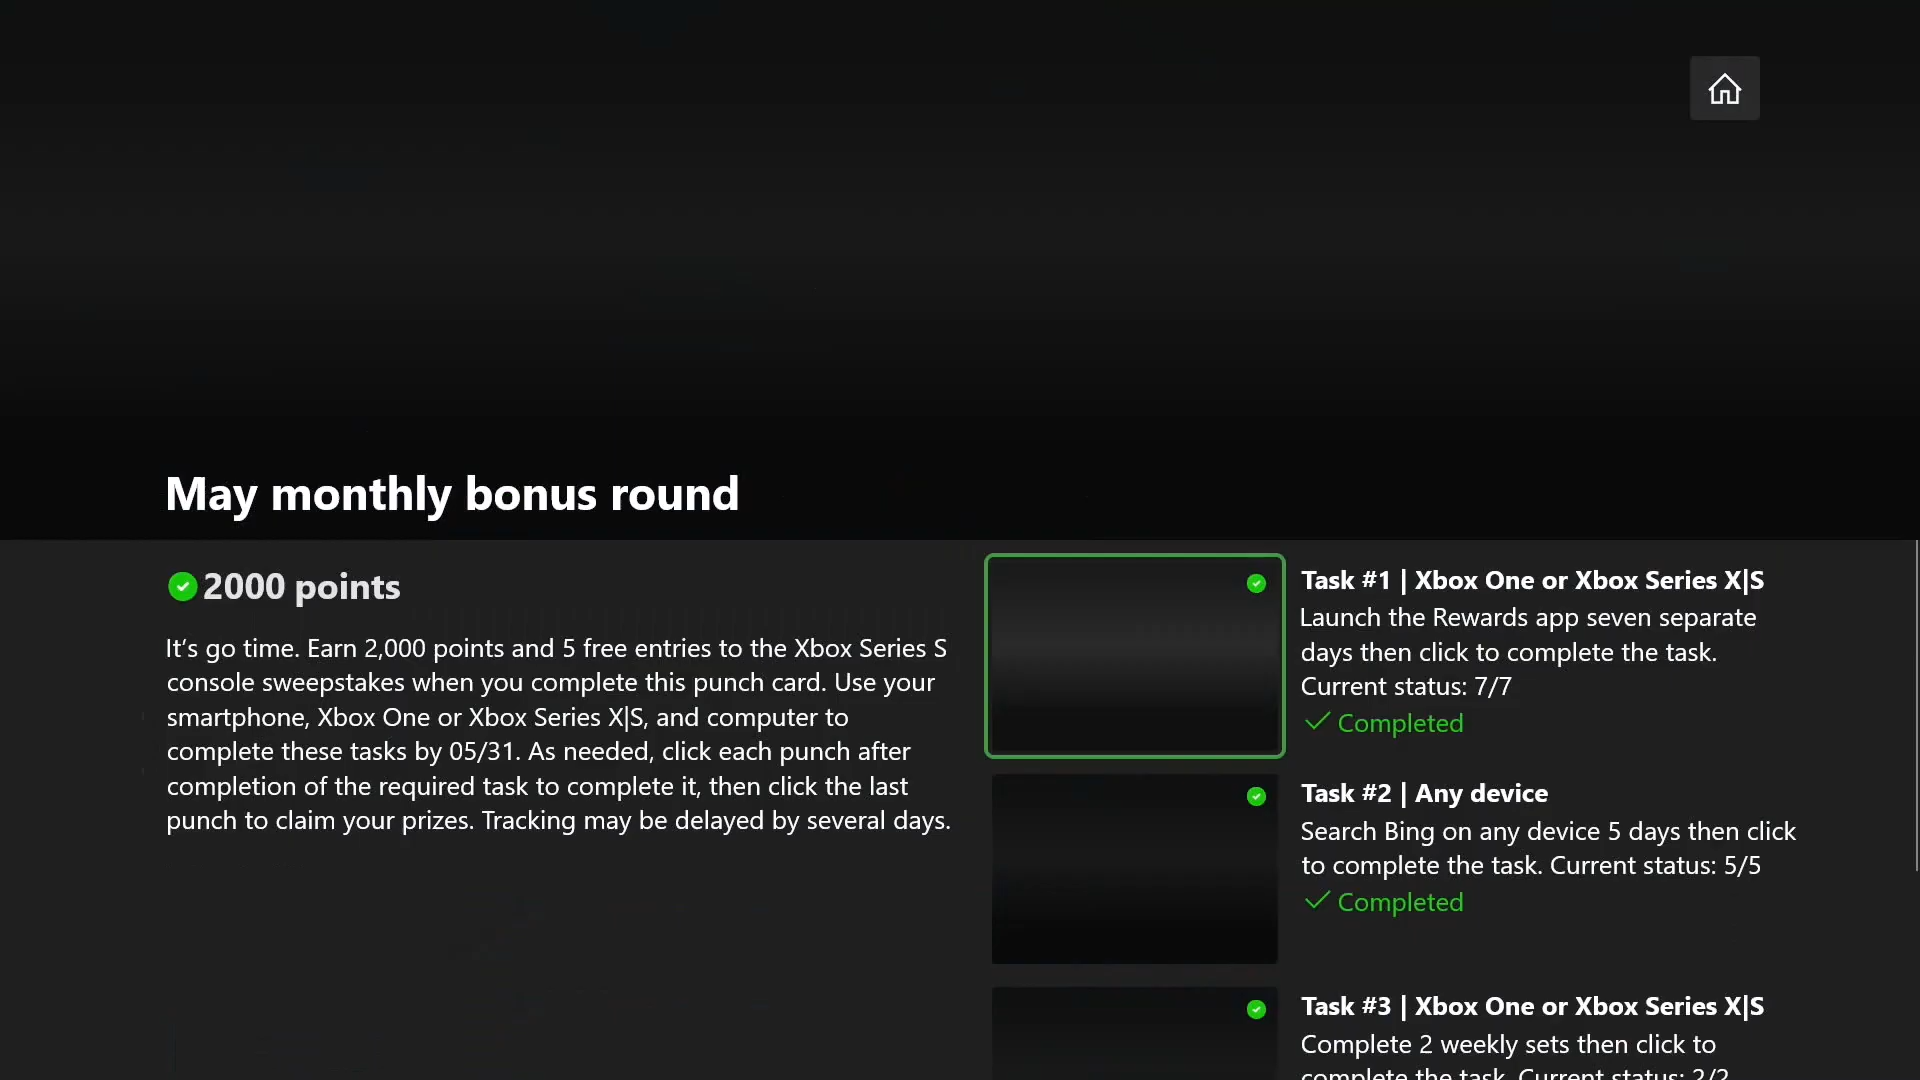 May monthly bonus round
2000 points
It's go time. Earn 2,000 points and 5 free entries to the Xbox Series S
console sweepstakes when you complete this punch card. Use your
smartphone, Xbox One or Xbox Series X|S, and computer to
complete these tasks by 05/31. As needed, click each punch after
completion of the required task to complete it, then click the last
punch to claim your prizes. Tracking may be delayed by several days.
Task #1 | Xbox One or Xbox Series X|S
Launch the Rewards app seven separate
days then click to complete the task.
Current status: 7/7
Completed
Task #2 | Any device
Search Bing on any device 5 days then click
to complete the task. Current status: 5/5
Completed
Task #3 | Xbox One or Xbox Series X|S
Complete 2 weekly sets then click to
complete the task. Current status: 2/2